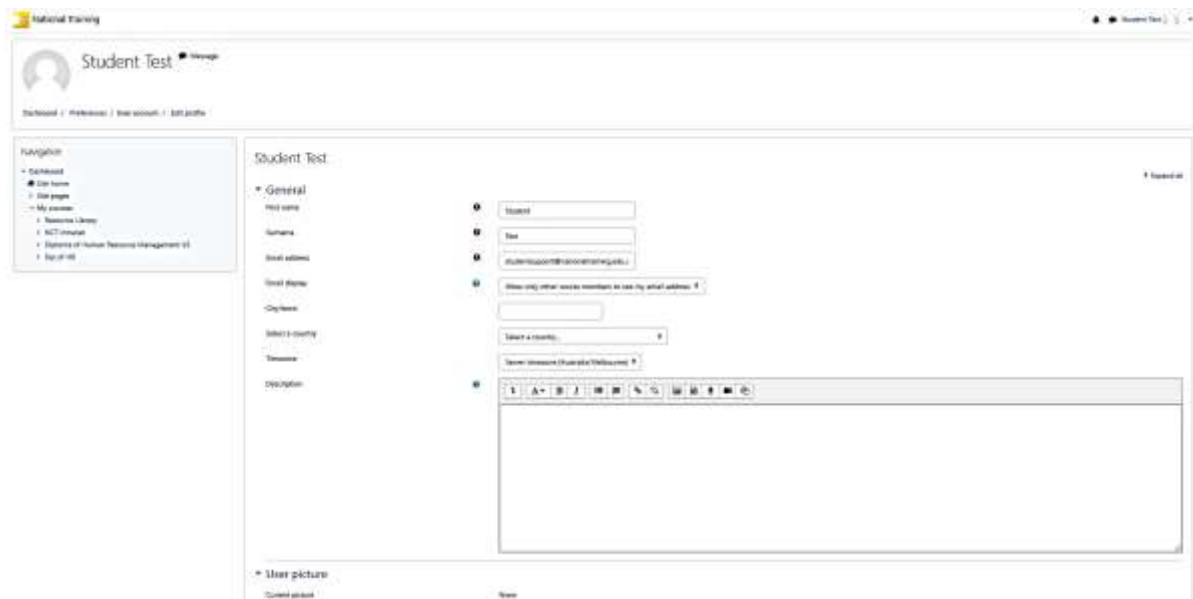 National Training
Student Test
Student Test Message
Dashboard / Preferences / User account / Edit profile
Navigation
Dashboard
Site home
Site pages
My courses
Resource Library
NCT Intranet
Diploma of Human Resource Management V3
Student Test
Expand all
General
First name
Student
Surname
Test
Email address
Email display
Allow only other course members to see my email address
City/town
Select a country
Select a country...
Timezone
Server timezone (Australia/Melbourne)
Description
User picture
Current picture
None